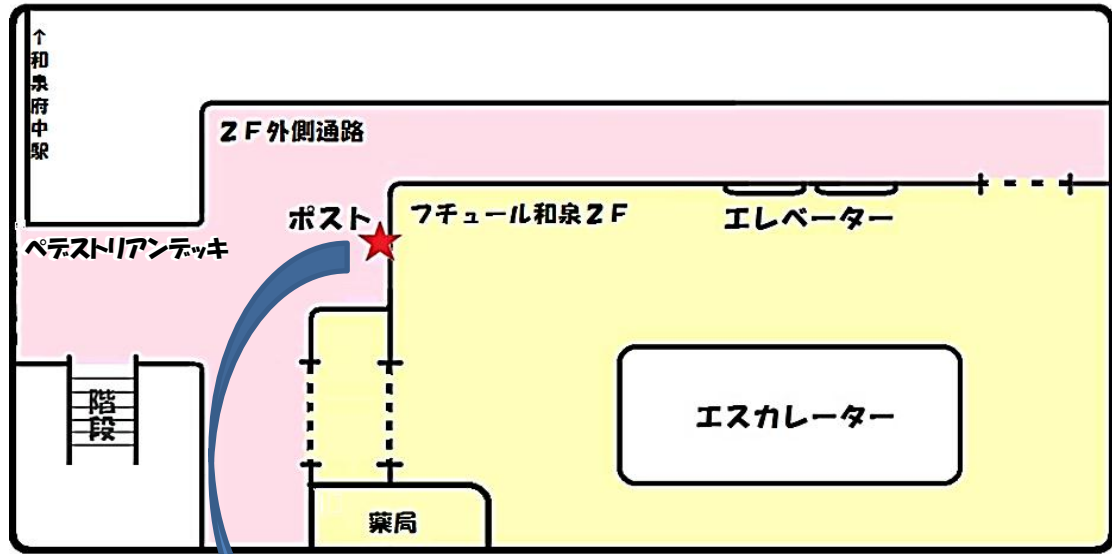 ↑和泉府中駅
2F外側通路
ポスト
フチュール和泉2F
エレベーター
ペデストリアンデッキ
階段
エスカレーター
薬局